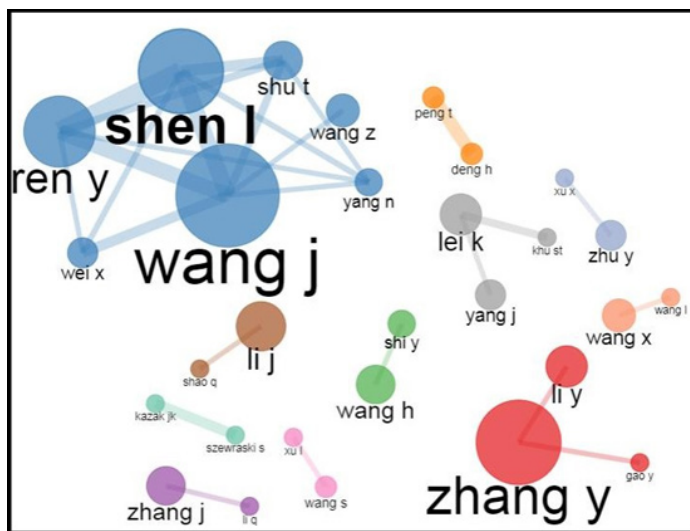 shu t
shen l
peng t
wang z
deng h
ren y
xu x
yang n
lei k
khu st
zhu y
wei x
wang j
yang j
wang l
wang x
shi y
li j
shao q
li y
kazak jk
wang h
szewraski s
xu l
gao y
zhang y
wang s
zhang j
li q